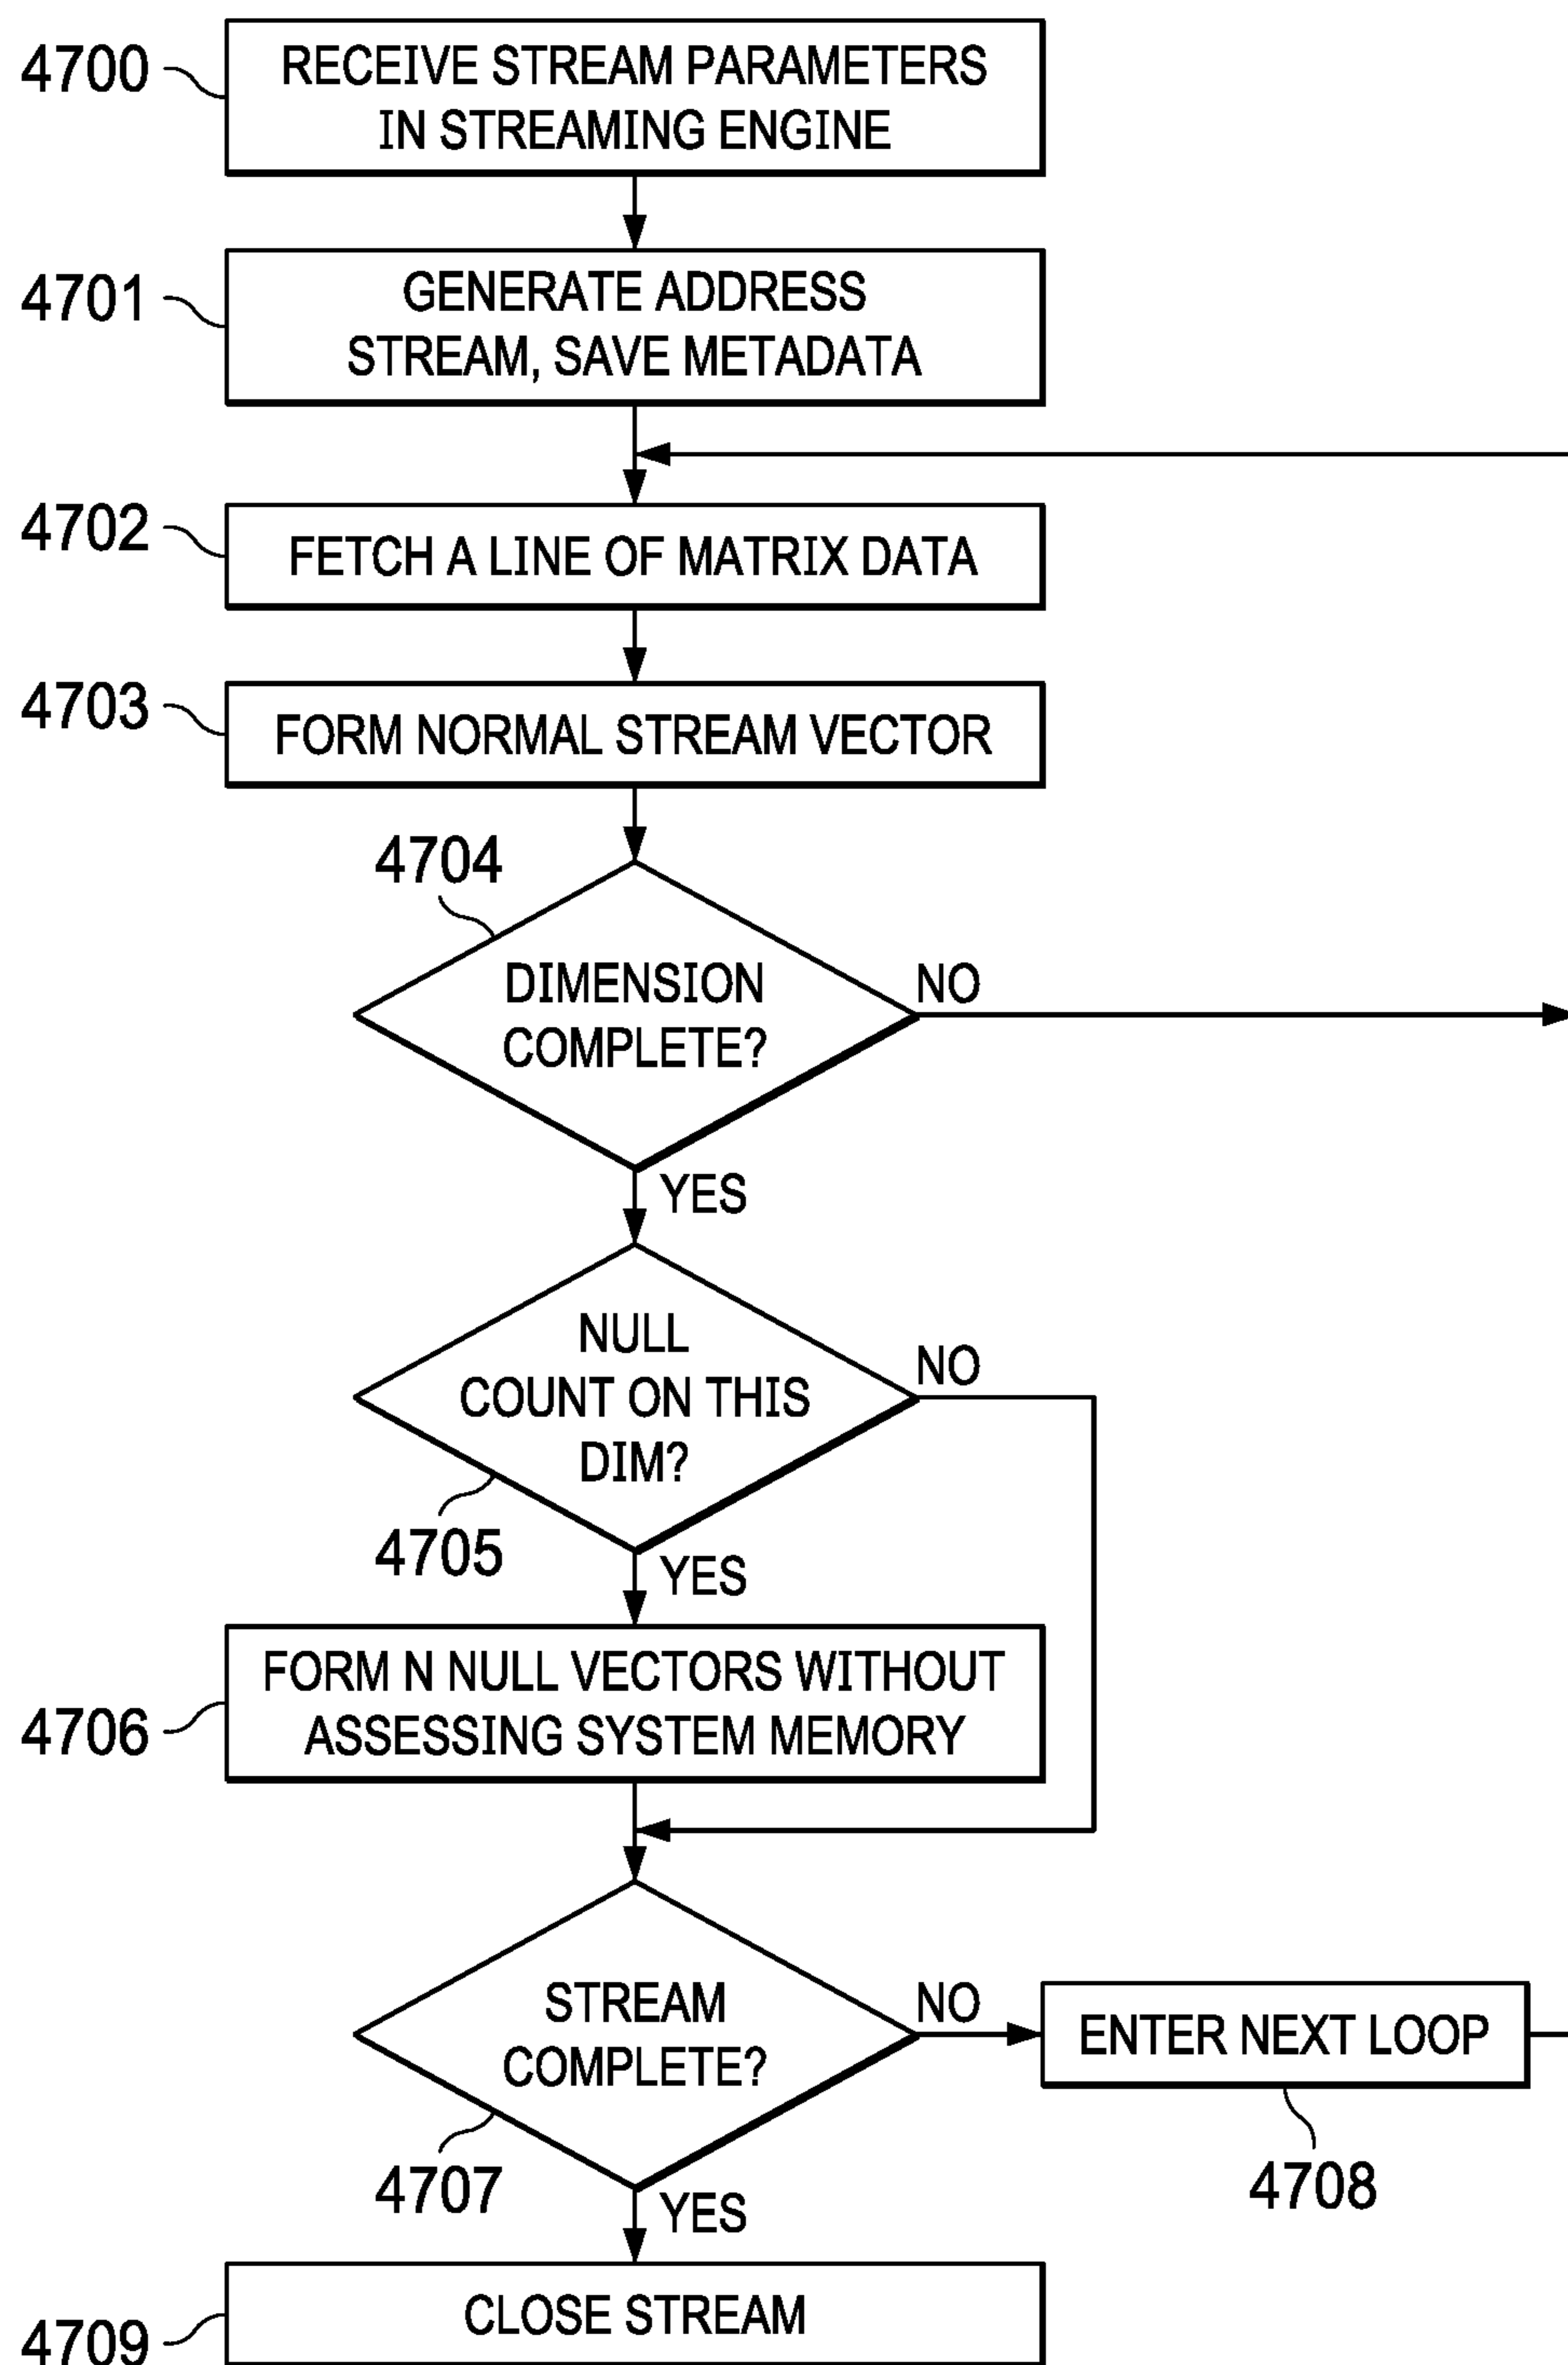 4700
RECEIVE STREAM PARAMETERS
IN STREAMING ENGINE
4701
GENERATE ADDRESS
STREAM, SAVE METADATA
4702
FETCH A LINE OF MATRIX DATA
4703
FORM NORMAL STREAM VECTOR
4704
DIMENSION
COMPLETE?
NO
YES
NULL
COUNT ON THIS
DIM?
NO
4705
YES
4706
FORM N NULL VECTORS WITHOUT
ASSESSING SYSTEM MEMORY
STREAM
COMPLETE?
NO
ENTER NEXT LOOP
4707
4708
YES
4709
CLOSE STREAM